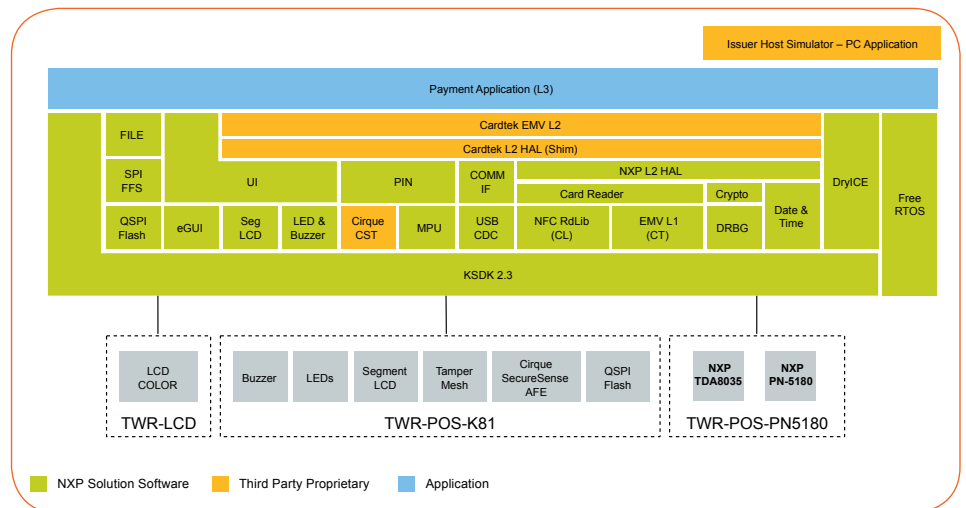 Issuer Host Simulator – PC Application
Payment Application (L3)
Cardtek EMV L2
Cardtek L2 HAL (Shim)
FILE
SPI
FFS
UI
PIN
COMM
IF
NXP L2 HAL
Card Reader
Crypto
Date &
Time
DryICE
Free
RTOS
QSPI
Flash
eGUI
Seg
LCD
LED &
Buzzer
Cirque
CST
MPU
USB
CDC
NFC RdLib
(CL)
EMV L1
(CT)
DRBG
KSDK 2.3
LCD
COLOR
TWR-LCD
Buzzer
LEDs
Segment
LCD
Tamper
Mesh
Cirque
SecureSense
AFE
QSPI
Flash
TWR-POS-K81
NXP
TDA8035
NXP
PN-5180
TWR-POS-PN5180
NXP Solution Software
Third Party Proprietary
Application